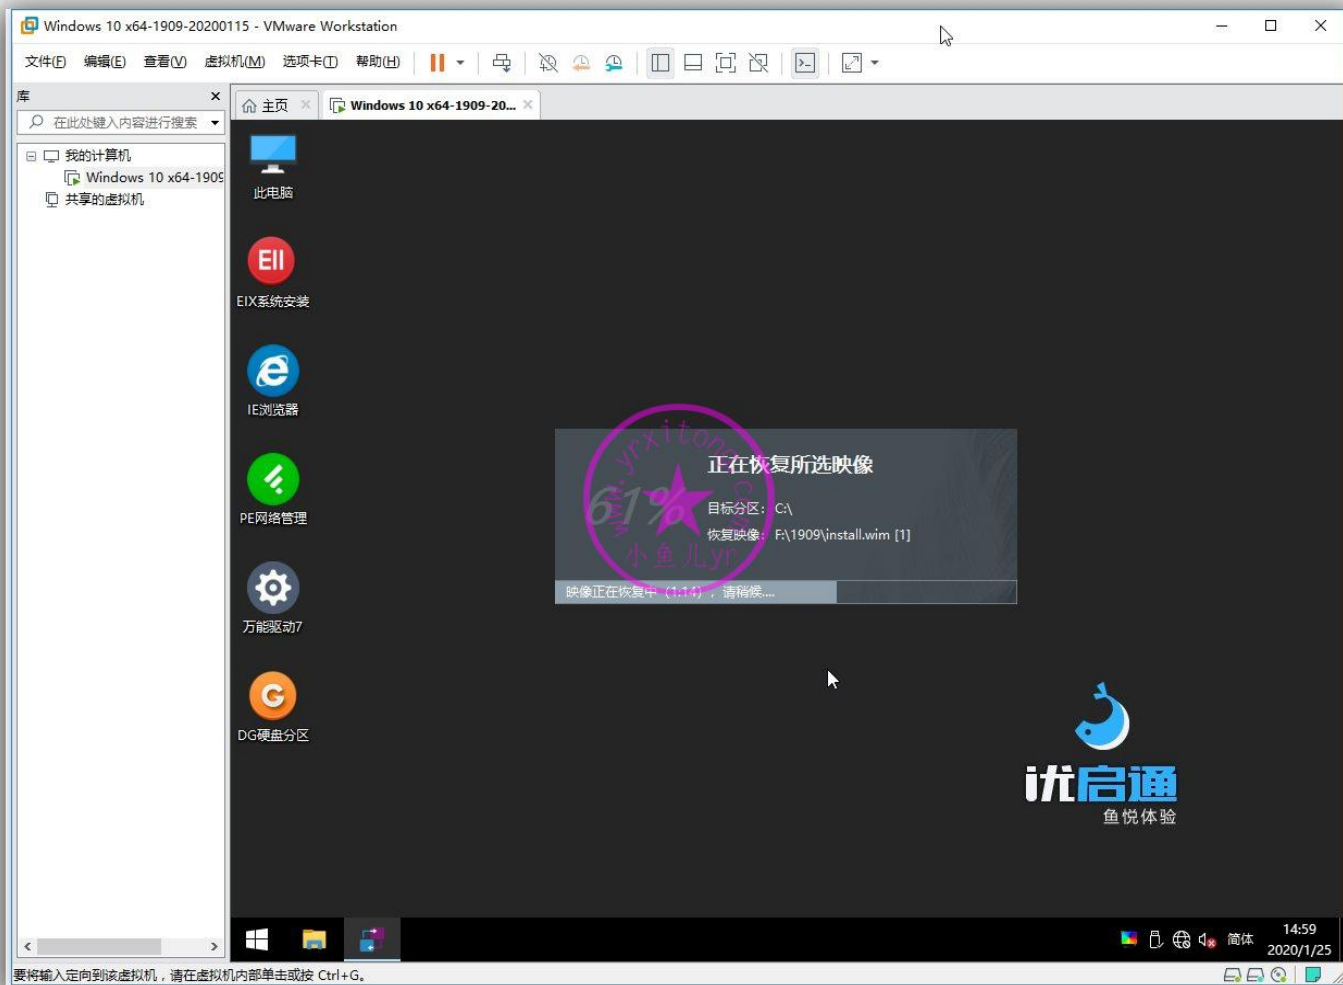 Windows 10 x64-1909-20200115 - VMware Workstation
文件(F) 编辑(E) 查看(V) 虚拟机(M) 选项卡(T) 帮助(H)
库
在此处键入内容进行搜索
我的计算机
Windows 10 x64-1909
共享的虚拟机
主页
Windows 10 x64-1909-20...
此电脑
EII
EIX系统安装
IE浏览器
PE网络管理
万能驱动7
G
DG硬盘分区
正在恢复所选映像
61%
目标分区: C:\
恢复映像: F:\1909\install.wim [1]
映像正在恢复中 (1:14) , 请稍候....
www.yrxitong.com
小鱼儿yr
优启通
鱼悦体验
简体
14:59
2020/1/25
要将输入定向到该虚拟机，请在虚拟机内部单击或按 Ctrl+G。